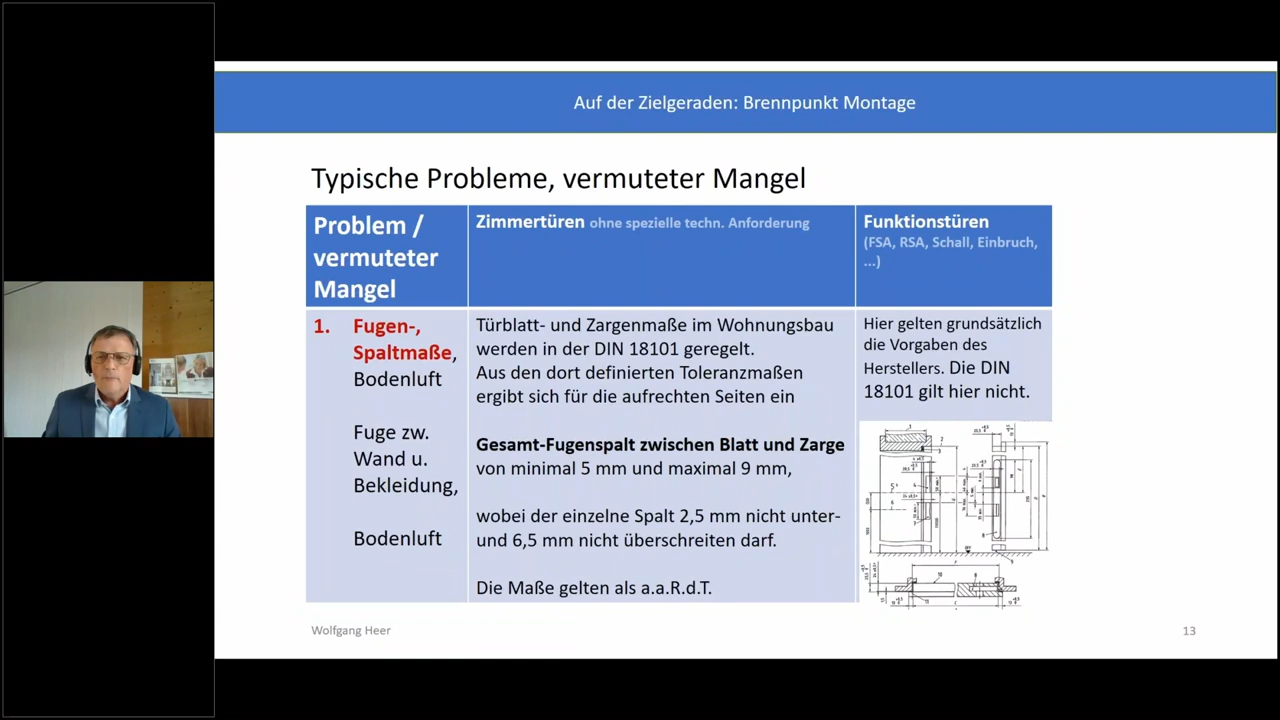 Auf der Zielgeraden: Brennpunkt Montage
Typische Probleme, vermuteter Mangel
Problem /
vermuteter
Mangel
Zimmertüren ohne spezielle techn. Anforderung
Funktionstüren
(FSA, RSA, Schall, Einbruch,
...)
1. Fugen-,
Spaltmaße,
Bodenluft
Fuge zw.
Wand u.
Bekleidung,
Bodenluft
Türblatt- und Zargenmaße im Wohnungsbau
werden in der DIN 18101 geregelt.
Aus den dort definierten Toleranzmaßen
ergibt sich für die aufrechten Seiten ein
Gesamt-Fugenspalt zwischen Blatt und Zarge
von minimal 5 mm und maximal 9 mm,
wobei der einzelne Spalt 2,5 mm nicht unter-
und 6,5 mm nicht überschreiten darf.
Die Maße gelten als a.a.R.d.T.
Hier gelten grundsätzlich
die Vorgaben des
Herstellers. Die DIN
18101 gilt hier nicht.
Wolfgang Heer
13